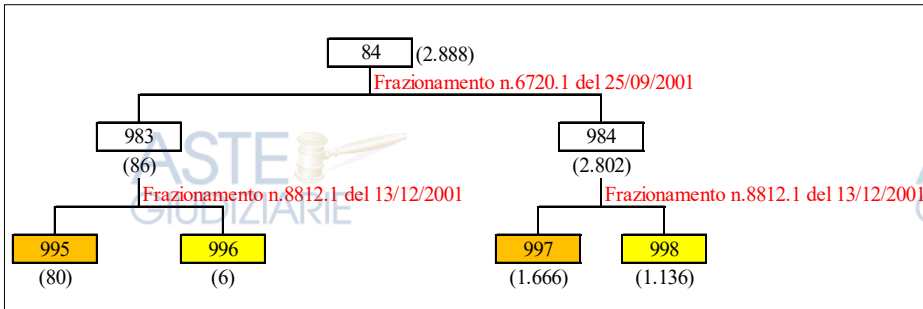 84 (2.888)
Frazionamento n.6720.1 del 25/09/2001
983 984
(86) (2.802)
Frazionamento n.8812.1 del 13/12/2001 Frazionamento n.8812.1 del 13/12/2001
995 996 997 998
(80) (6) (1.666) (1.136)
ASTE
GIUDIZIARIE